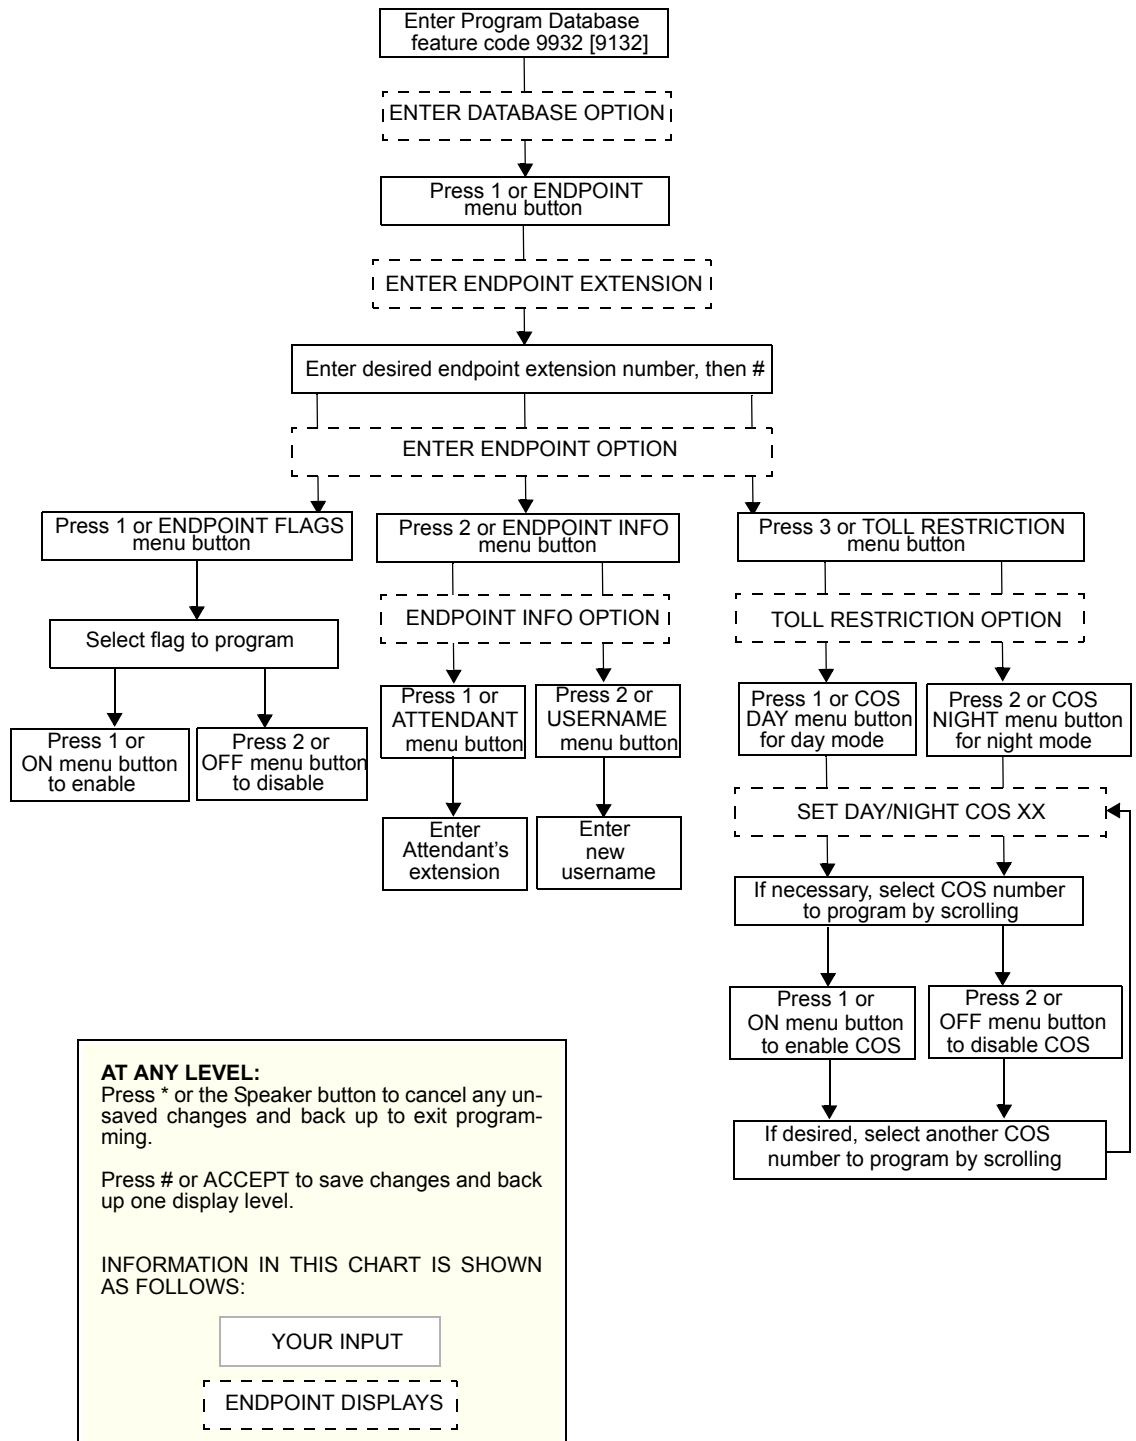 Enter Program Database
feature code 9932 [9132]
ENTER DATABASE OPTION
Press 1 or ENDPOINT
menu button
ENTER ENDPOINT EXTENSION
Enter desired endpoint extension number, then #
ENTER ENDPOINT OPTION
Press 1 or ENDPOINT FLAGS
menu button
Press 2 or ENDPOINT INFO
menu button
Press 3 or TOLL RESTRICTION
menu button
Select flag to program
ENDPOINT INFO OPTION
TOLL RESTRICTION OPTION
Press 1 or
ON menu button
to enable
Press 2 or
OFF menu button
to disable
Press 1 or
ATTENDANT
menu button
Press 2 or
USERNAME
menu button
Press 1 or COS
DAY menu button
for day mode
Press 2 or COS
NIGHT menu button
for night mode
Enter
Attendant's
extension
Enter
new
username
SET DAY/NIGHT COS XX
If necessary, select COS number
to program by scrolling
Press 1 or
ON menu button
to enable COS
Press 2 or
OFF menu button
to disable COS
If desired, select another COS
number to program by scrolling
AT ANY LEVEL:
Press * or the Speaker button to cancel any un-
saved changes and back up to exit program-
ming.
Press # or ACCEPT to save changes and back
up one display level.
INFORMATION IN THIS CHART IS SHOWN
AS FOLLOWS:
YOUR INPUT
ENDPOINT DISPLAYS